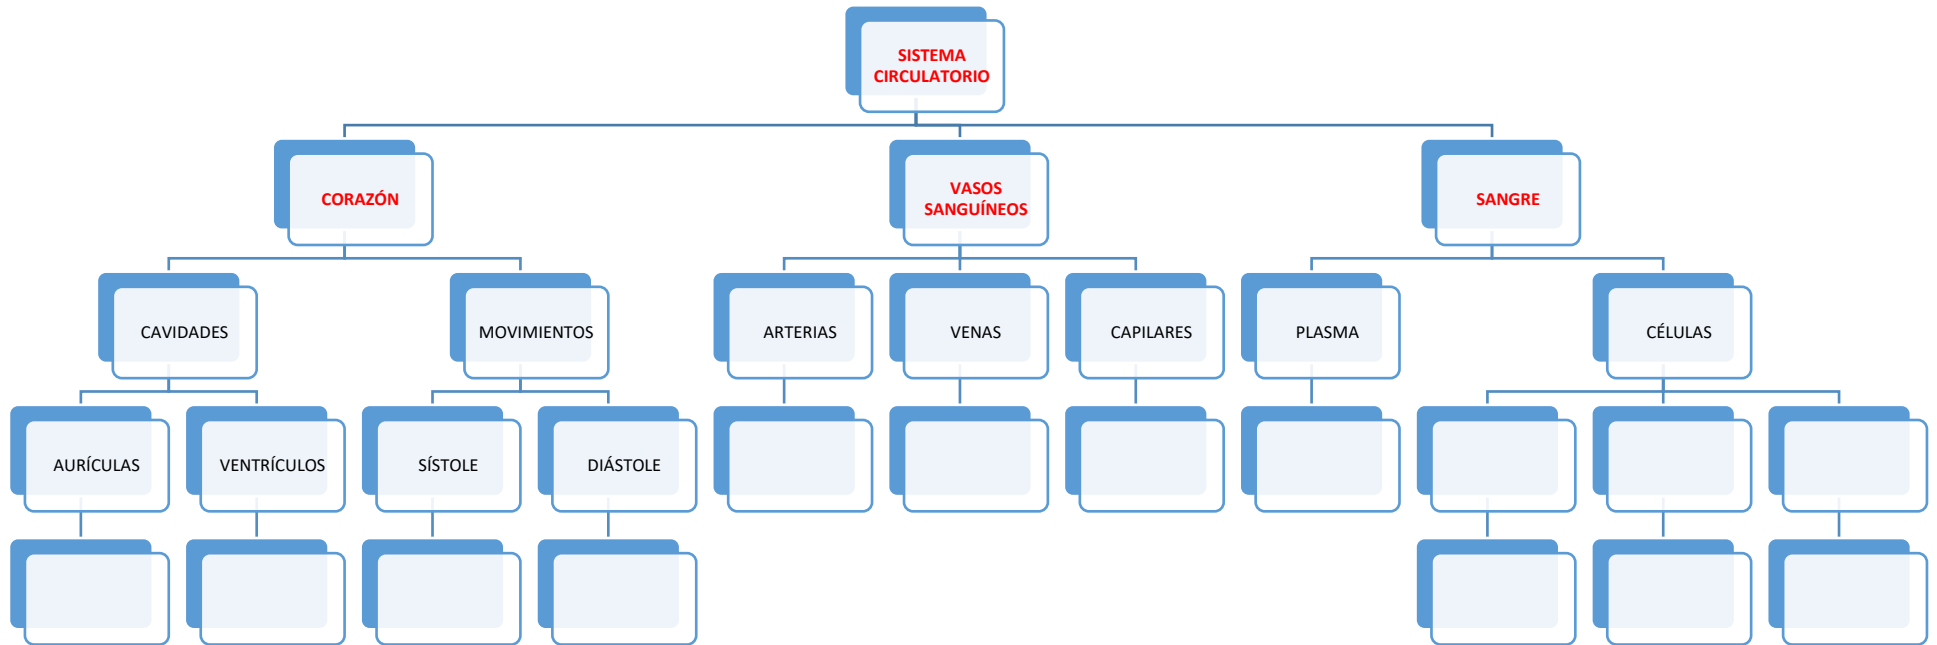 SISTEMA
CIRCULATORIO
CORAZÓN
VASOS
SANGUÍNEOS
SANGRE
CAVIDADES
MOVIMIENTOS
ARTERIAS
VENAS
CAPILARES
PLASMA
CÉLULAS
AURÍCULAS
VENTRÍCULOS
SÍSTOLE
DIÁSTOLE